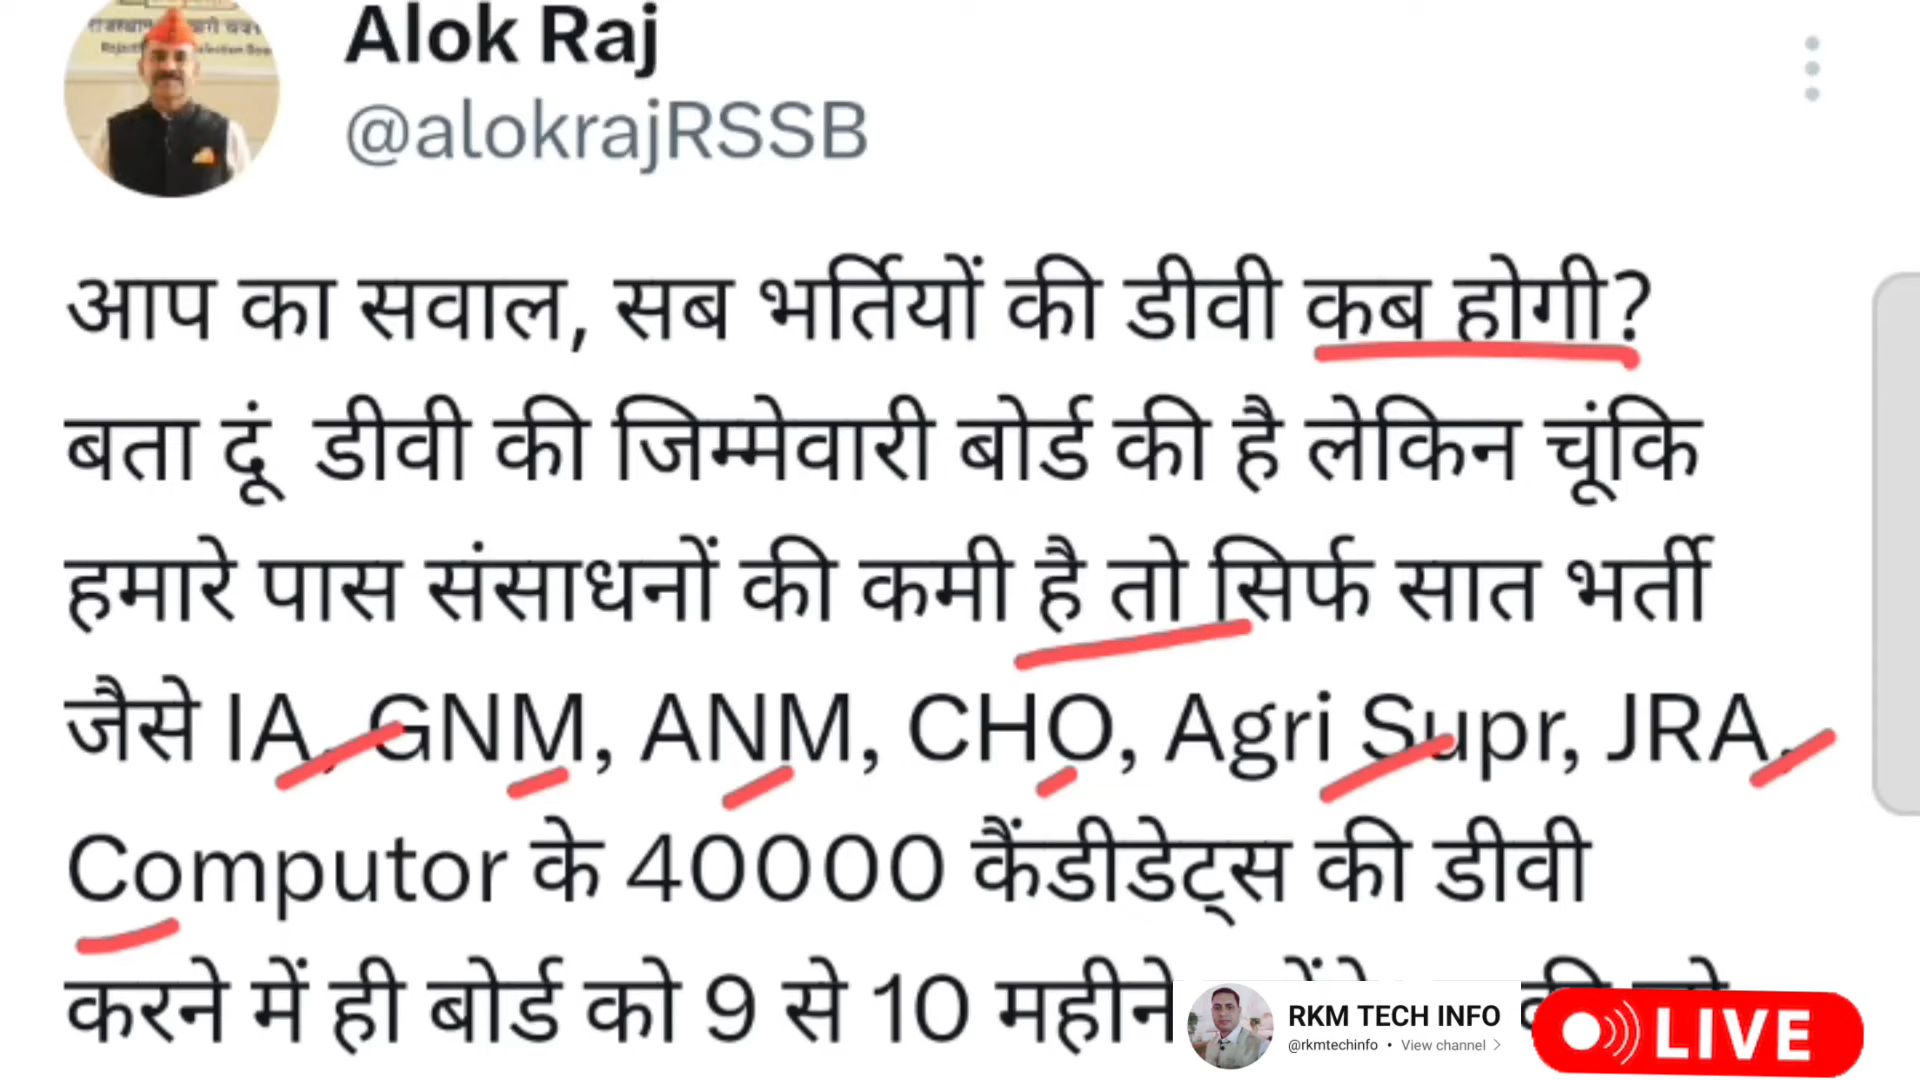 Alok Raj
@alokrajRSSB
आप का सवाल, सब भर्तियों की डीवी कब होगी?
बता दूं डीवी की जिम्मेवारी बोर्ड की है लेकिन चूंकि
हमारे पास संसाधनों की कमी है तो सिर्फ सात भर्ती
जैसे IA, GNM, ANM, CHO, Agri Supr, JRA,
Computor के 40000 कैंडीडेट्स की डीवी
करने में ही बोर्ड को 9 से 10 महीने
RKM TECH INFO
@rkmtechinfo • View channel >
LIVE